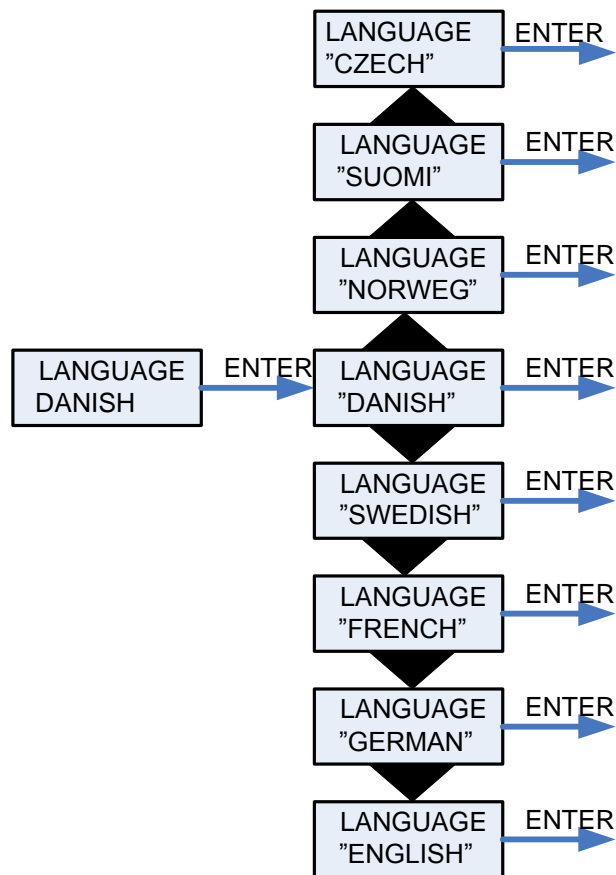 LANGUAGE
”CZECH”
ENTER
LANGUAGE
”SUOMI”
ENTER
LANGUAGE
”NORWEG”
ENTER
LANGUAGE
DANISH
ENTER
LANGUAGE
”DANISH”
ENTER
LANGUAGE
”SWEDISH”
ENTER
LANGUAGE
”FRENCH”
ENTER
LANGUAGE
”GERMAN”
ENTER
LANGUAGE
”ENGLISH”
ENTER